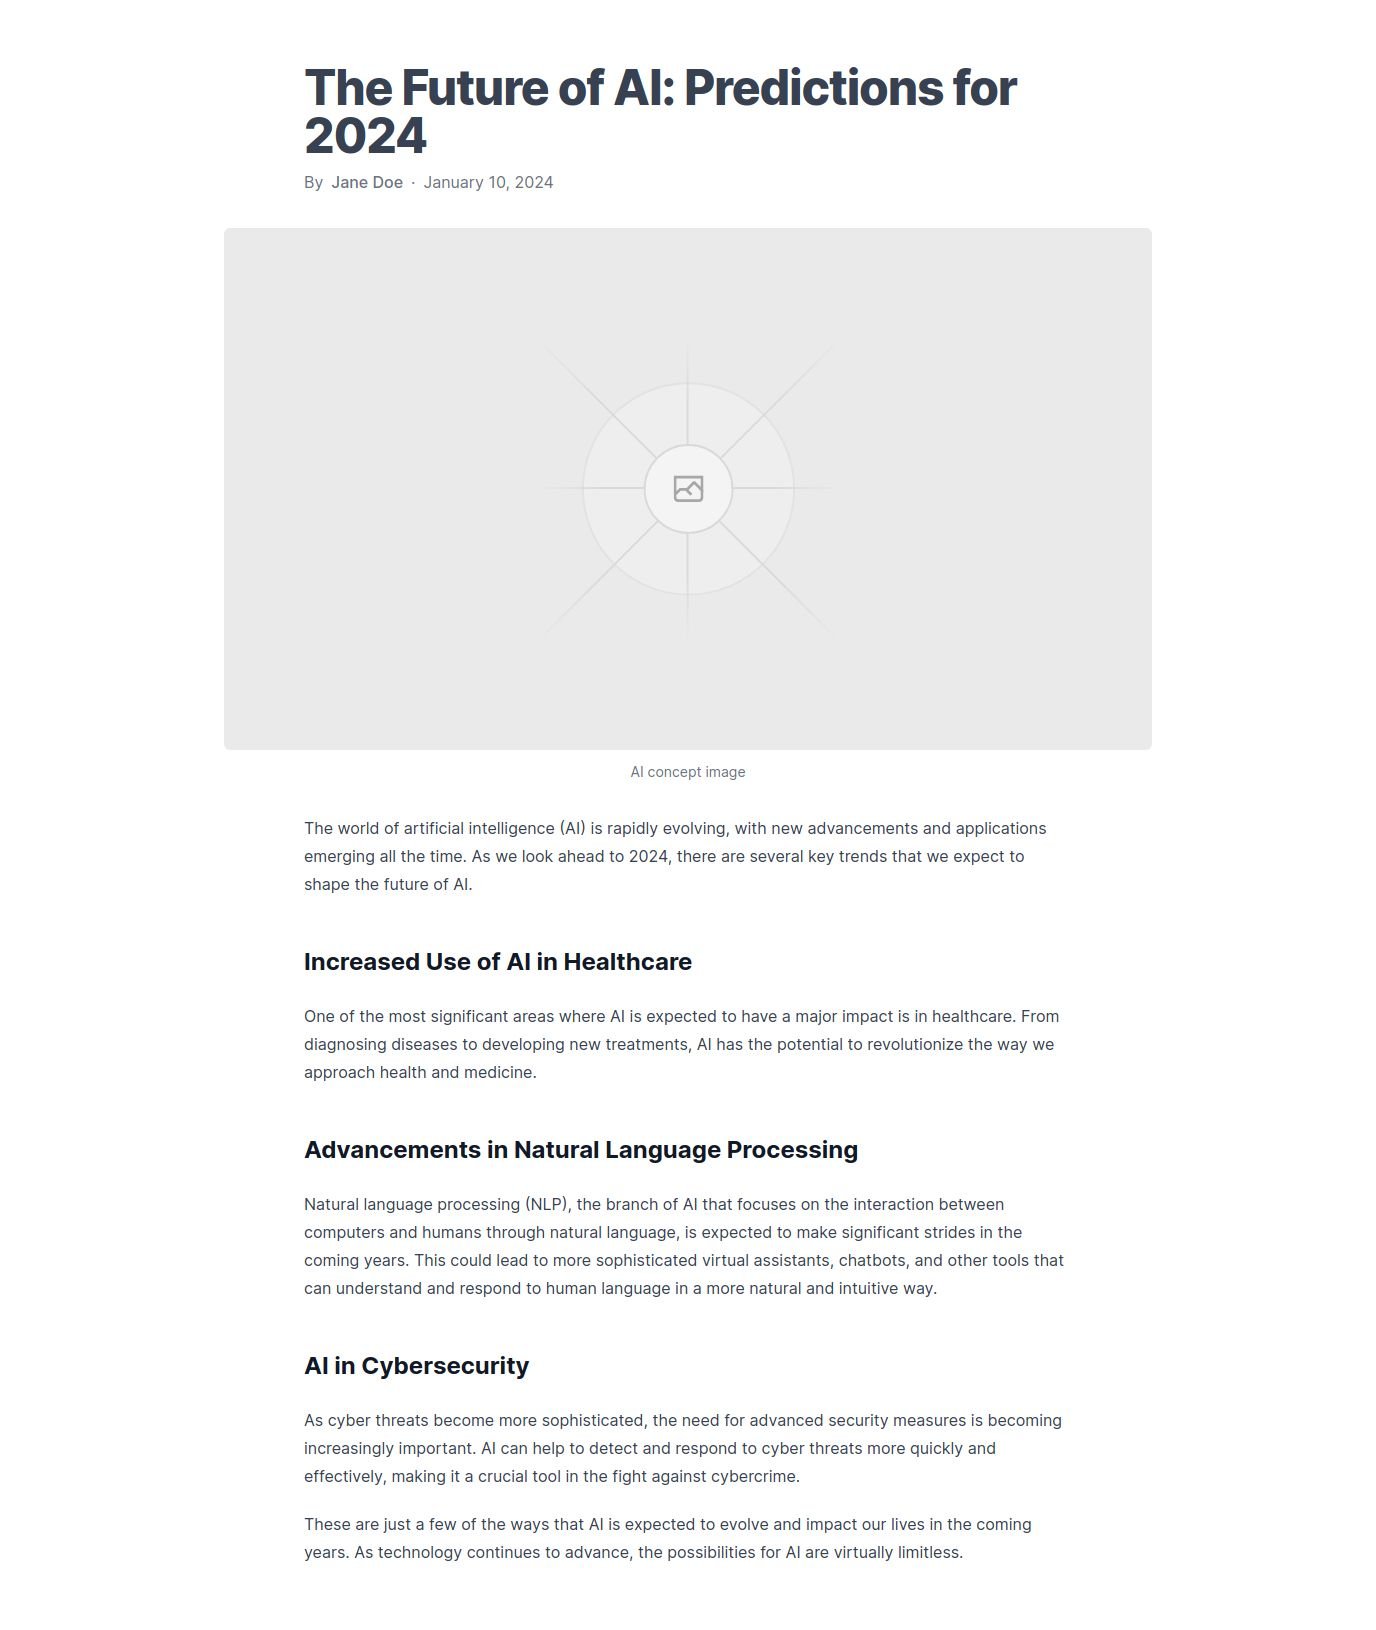 The Future of AI: Predictions for
2024
By Jane Doe · January 10, 2024
AI concept image
The world of artificial intelligence (AI) is rapidly evolving, with new advancements and applications
emerging all the time. As we look ahead to 2024, there are several key trends that we expect to
shape the future of AI.
Increased Use of AI in Healthcare
One of the most significant areas where AI is expected to have a major impact is in healthcare. From
diagnosing diseases to developing new treatments, AI has the potential to revolutionize the way we
approach health and medicine.
Advancements in Natural Language Processing
Natural language processing (NLP), the branch of AI that focuses on the interaction between
computers and humans through natural language, is expected to make significant strides in the
coming years. This could lead to more sophisticated virtual assistants, chatbots, and other tools that
can understand and respond to human language in a more natural and intuitive way.
AI in Cybersecurity
As cyber threats become more sophisticated, the need for advanced security measures is becoming
increasingly important. AI can help to detect and respond to cyber threats more quickly and
effectively, making it a crucial tool in the fight against cybercrime.
These are just a few of the ways that AI is expected to evolve and impact our lives in the coming
years. As technology continues to advance, the possibilities for AI are virtually limitless.